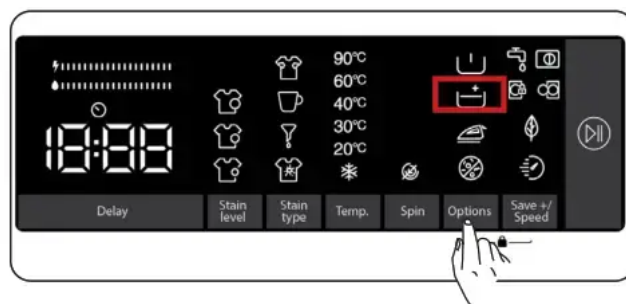 90℃
60℃
40℃
18:88
30℃
20℃
Delay
Stain level
Stain type
Temp.
Spin
Options
Save +/ Speed